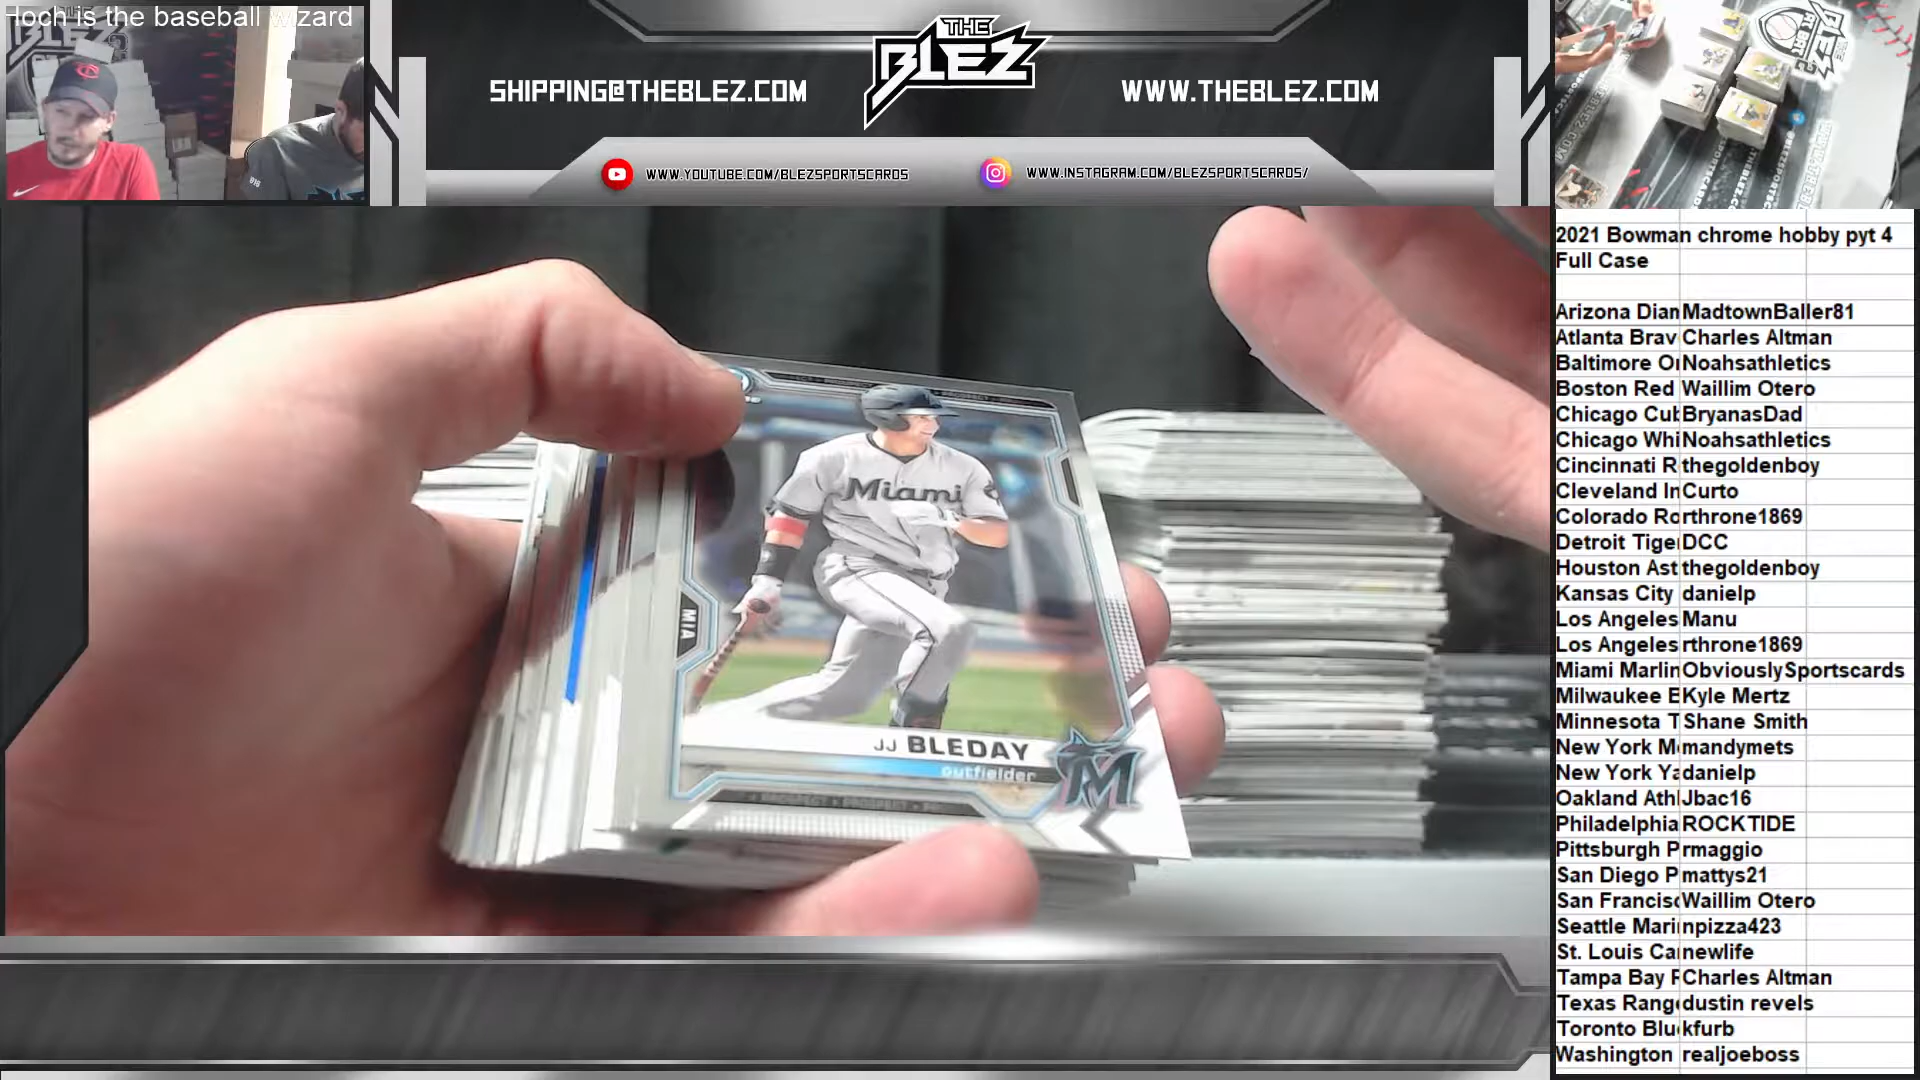 Hoch is the baseball wizard
THE
BLEZ
SHIPPING@THEBLEZ.COM
WWW.THEBLEZ.COM
WWW.YOUTUBE.COM/BLEZSPORTSCARDS
WWW.INSTAGRAM.COM/BLEZSPORTSCARDS/
Miami
MIA
JJ BLEDAY
outfielder
PROSPECT • PROSPECT
2021 Bowman chrome hobby pyt 4
Full Case
Arizona Dian MadtownBaller81
Atlanta Brav Charles Altman
Baltimore Or Noahsathletics
Boston Red Waillim Otero
Chicago Cub BryanasDad
Chicago Whi Noahsathletics
Cincinnati R thegoldenboy
Cleveland In Curto
Colorado Ro rthrone1869
Detroit Tige DCC
Houston Ast thegoldenboy
Kansas City danielp
Los Angeles Manu
Los Angeles rthrone1869
Miami Marlin ObviouslySportscards
Milwaukee B Kyle Mertz
Minnesota T Shane Smith
New York M mandymets
New York Ya danielp
Oakland Athl Jbac16
Philadelphia ROCKTIDE
Pittsburgh P rmaggio
San Diego P mattys21
San Francisc Waillim Otero
Seattle Mari npizza423
St. Louis Ca newlife
Tampa Bay R Charles Altman
Texas Rang dustin revels
Toronto Blu kfurb
Washington realjoeboss